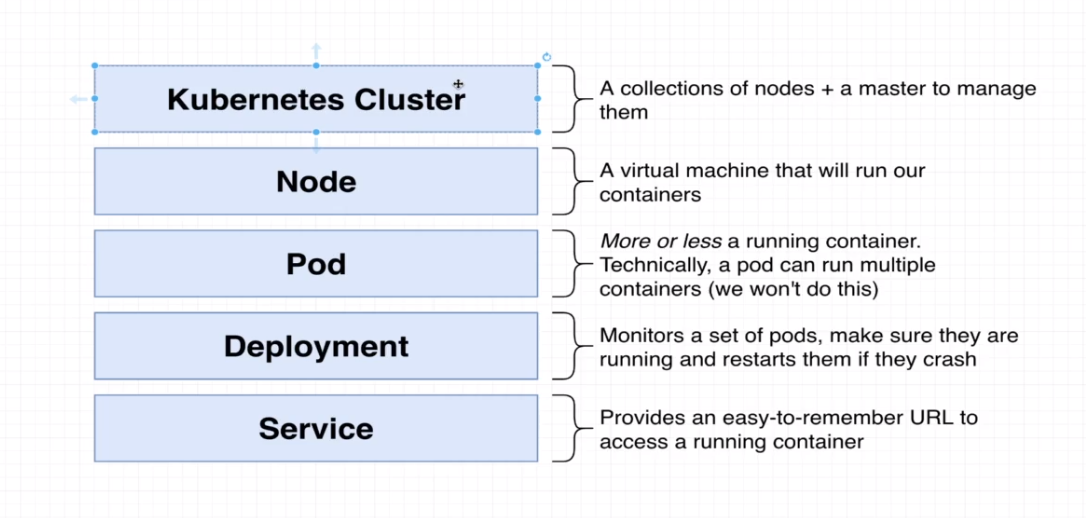 Kubernetes Cluster
A collections of nodes + a master to manage
them
Node
A virtual machine that will run our
containers
Pod
More or less a running container.
Technically, a pod can run multiple
containers (we won't do this)
Deployment
Monitors a set of pods, make sure they are
running and restarts them if they crash
Service
Provides an easy-to-remember URL to
access a running container